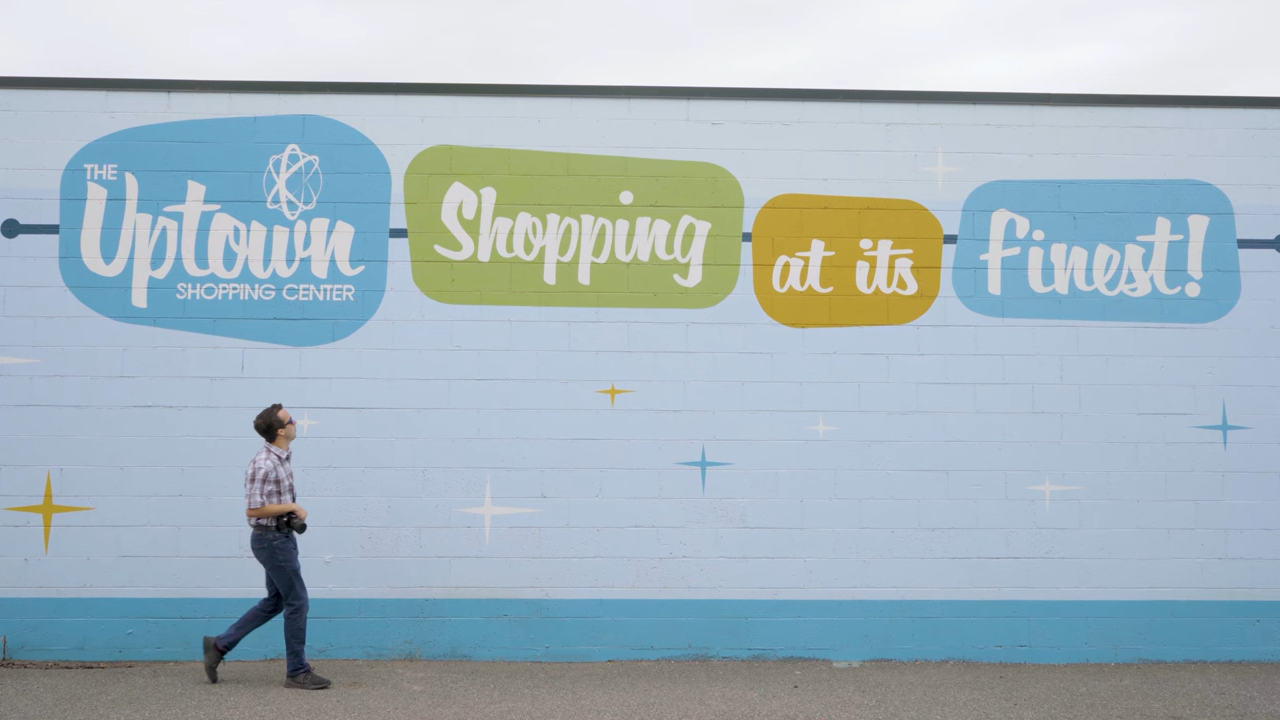 THE
Uptown
SHOPPING CENTER
Shopping
at its
finest!